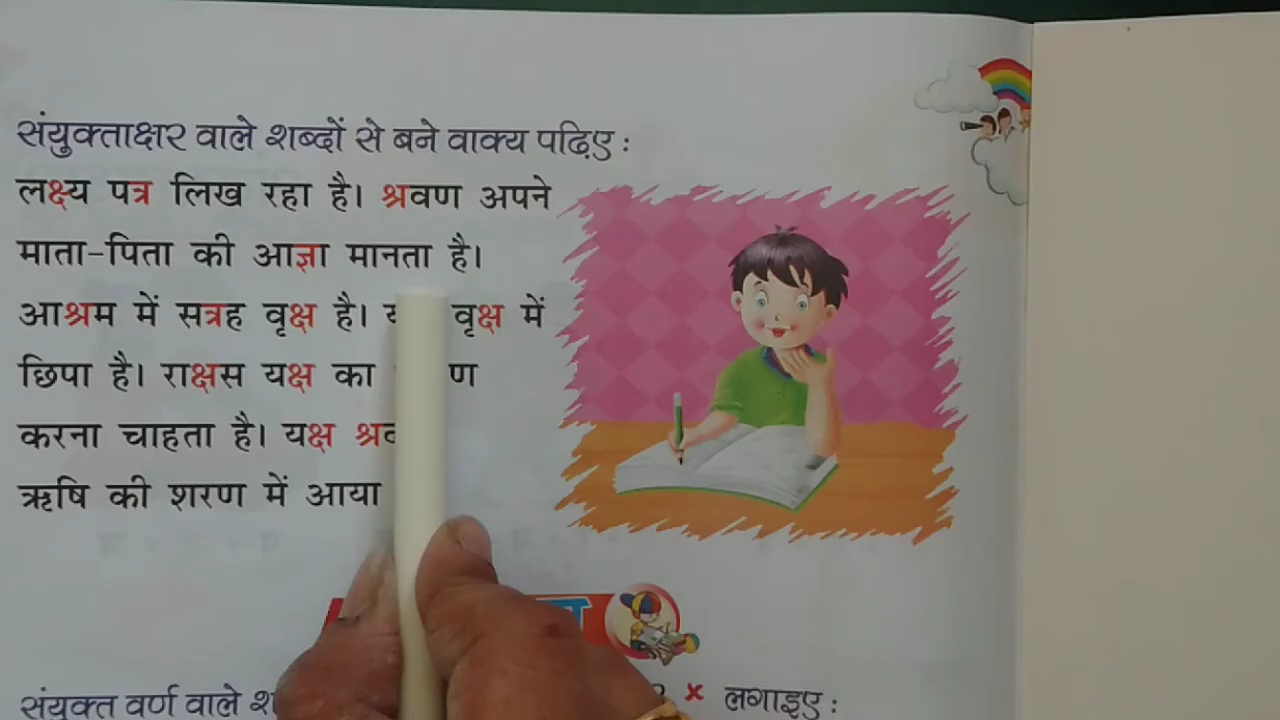 संयुक्ताक्षर वाले शब्दों से बने वाक्य पढ़िए :
लक्ष्य पत्र लिख रहा है। श्रवण अपने
माता-पिता की आज्ञा मानता है।
आश्रम में सत्रह वृक्ष है। वृक्ष में
छिपा है। राक्षस यक्ष का
करना चाहता है। यक्ष
ऋषि की शरण में आया
संयुक्त वर्ण वाले × लगाइए :